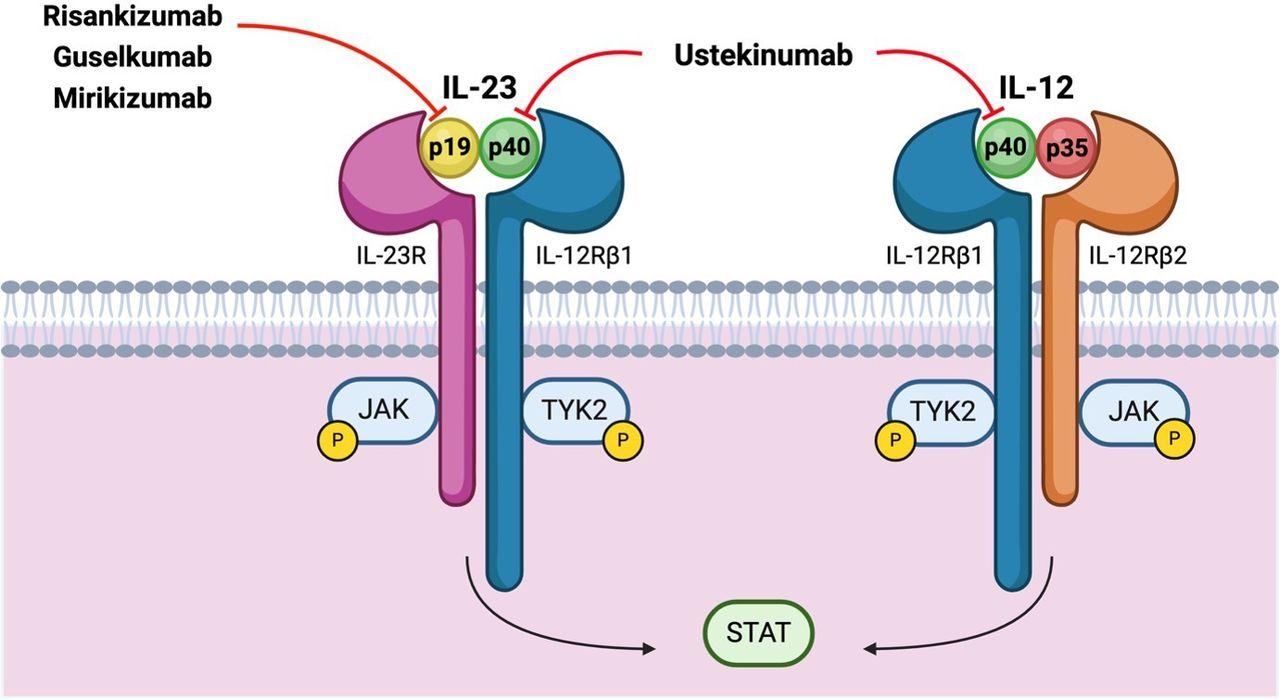 Risankizumab
Guselkumab
Mirikizumab
Ustekinumab
IL-23
IL-12
p19 p40
p40 p35
IL-23R
IL-12Rβ1
IL-12Rβ1
IL-12Rβ2
JAK
P
TYK2
P
TYK2
P
JAK
P
STAT